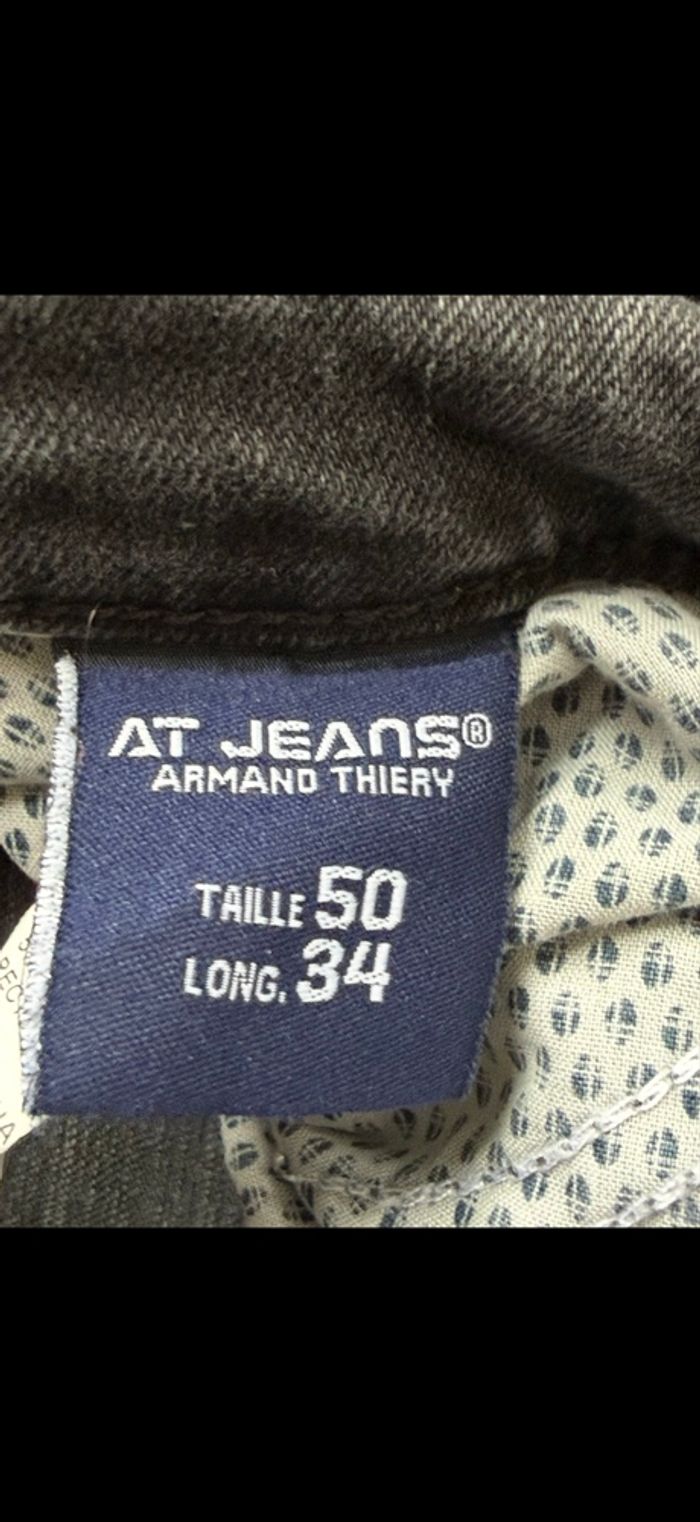 AT JEANS®
ARMAND THIERY
TAILLE 50
LONG. 34